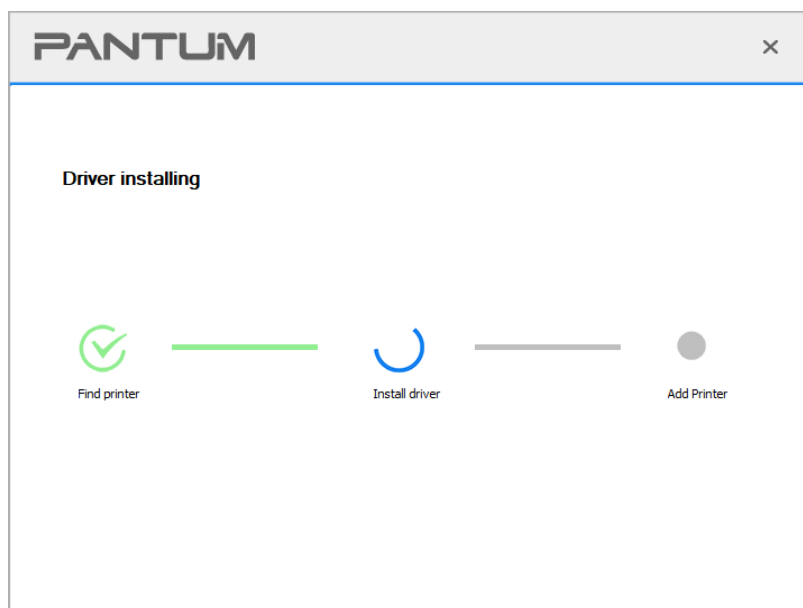 PANTUM
Driver installing
Find printer
Install driver
Add Printer